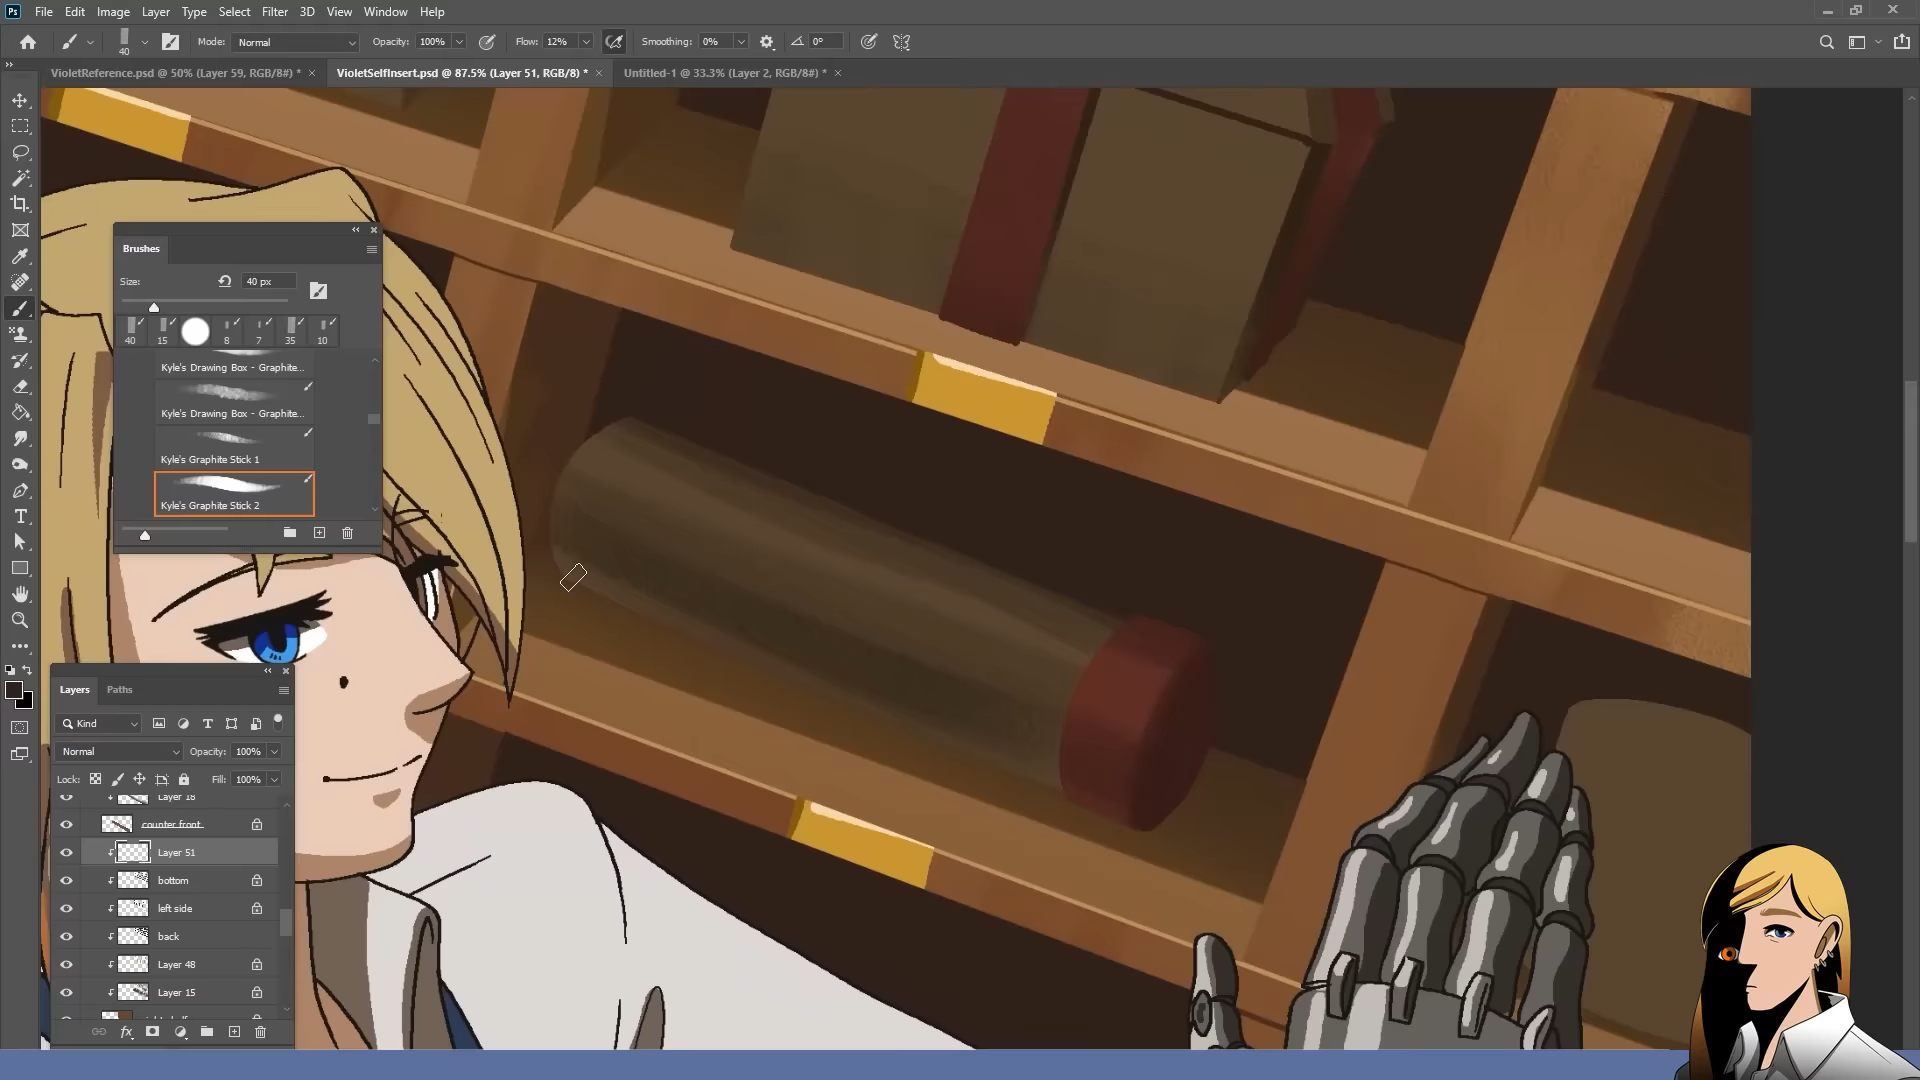 Ps File Edit Image Layer Type Select Filter 3D View Window Help
40 Mode: Normal Opacity: 100% Flow: 12% Smoothing: 0% 0°
VioletReference.psd @ 50% (Layer 59, RGB/8#) * × VioletSelfInsert.psd @ 87.5% (Layer 51, RGB/8) * × Untitled-1 @ 33.3% (Layer 2, RGB/8#) * ×
Brushes
Size: 40 px
40 15 8 7 35 10
Kyle's Drawing Box - Graphite...
Kyle's Drawing Box - Graphite...
Kyle's Graphite Stick 1
Kyle's Graphite Stick 2
Layers Paths
Kind
Normal Opacity: 100%
Lock: Fill: 100%
Layer 18
counter front
Layer 51
bottom
left side
back
Layer 48
Layer 15